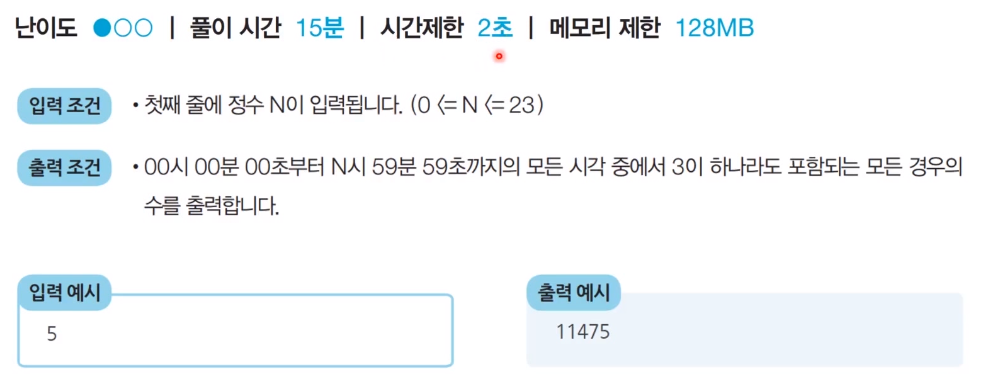 난이도 ●○○ | 풀이 시간 15분 | 시간제한 2초 | 메모리 제한 128MB
입력 조건 • 첫째 줄에 정수 N이 입력됩니다. (0 <= N <= 23)
출력 조건 • 00시 00분 00초부터 N시 59분 59초까지의 모든 시각 중에서 3이 하나라도 포함되는 모든 경우의
수를 출력합니다.
입력 예시
5
출력 예시
11475